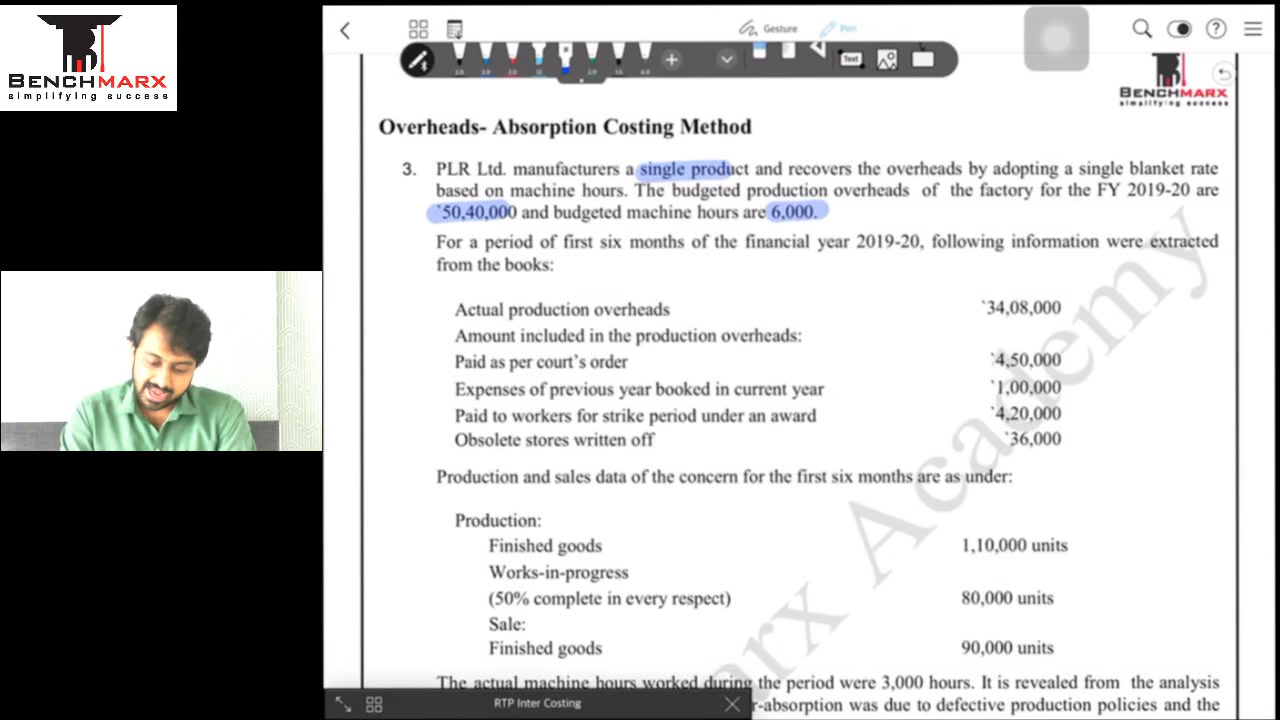 BENCHMARX
simplifying success
Gesture
Pen
Text
BENCHMARX
simplifying success
Overheads- Absorption Costing Method
3. PLR Ltd. manufacturers a single product and recovers the overheads by adopting a single blanket rate
based on machine hours. The budgeted production overheads of the factory for the FY 2019-20 are
`50,40,000 and budgeted machine hours are 6,000.
For a period of first six months of the financial year 2019-20, following information were extracted
from the books:
Actual production overheads `34,08,000
Amount included in the production overheads:
Paid as per court's order `4,50,000
Expenses of previous year booked in current year `1,00,000
Paid to workers for strike period under an award `4,20,000
Obsolete stores written off `36,000
Production and sales data of the concern for the first six months are as under:
Production:
Finished goods 1,10,000 units
Works-in-progress
(50% complete in every respect) 80,000 units
Sale:
Finished goods 90,000 units
The actual machine hours worked during the period were 3,000 hours. It is revealed from the analysis
r-absorption was due to defective production policies and the
RTP Inter Costing
arx Academy